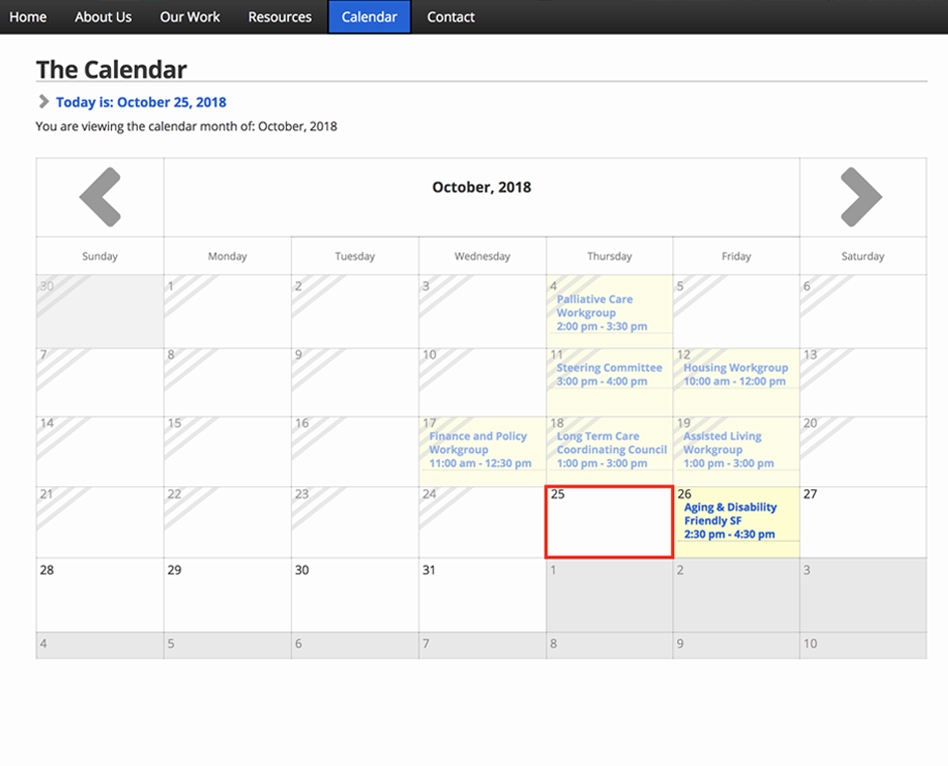 Home About Us Our Work Resources Calendar Contact
The Calendar
Today is: October 25, 2018
You are viewing the calendar month of: October, 2018
October, 2018
Sunday Monday Tuesday Wednesday Thursday Friday Saturday
30 1 2 3 4 5 6
Palliative Care
Workgroup
2:00 pm - 3:30 pm
7 8 9 10 11 12 13
Steering Committee
3:00 pm - 4:00 pm
Housing Workgroup
10:00 am - 12:00 pm
14 15 16 17 18 19 20
Finance and Policy
Workgroup
11:00 am - 12:30 pm
Long Term Care
Coordinating Council
1:00 pm - 3:00 pm
Assisted Living
Workgroup
1:00 pm - 3:00 pm
21 22 23 24 25 26 27
Aging & Disability
Friendly SF
2:30 pm - 4:30 pm
28 29 30 31 1 2 3
4 5 6 7 8 9 10